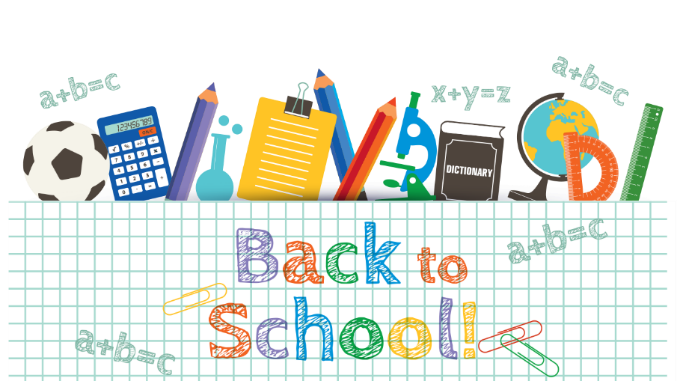 a+b=c
a+b=c
x+y=z
123456789
DICTIONARY
a+b=c
Back to
School!
a+b=c